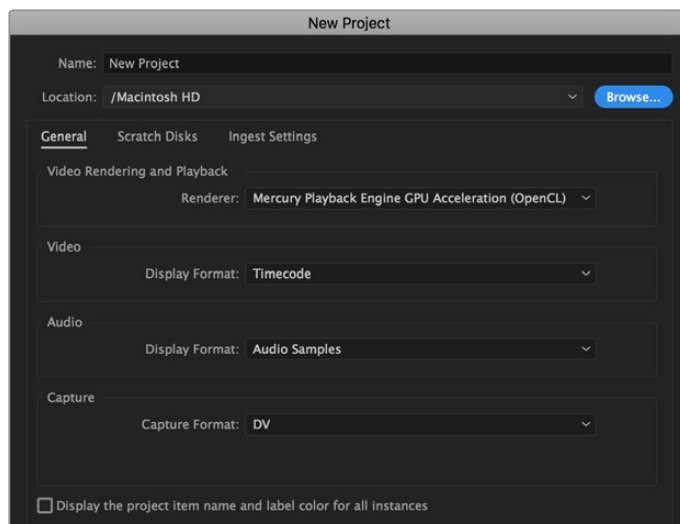 New Project
Name: New Project
Location: /Macintosh HD Browse...
General Scratch Disks Ingest Settings
Video Rendering and Playback
Renderer: Mercury Playback Engine GPU Acceleration (OpenCL)
Video
Display Format: Timecode
Audio
Display Format: Audio Samples
Capture
Capture Format: DV
Display the project item name and label color for all instances